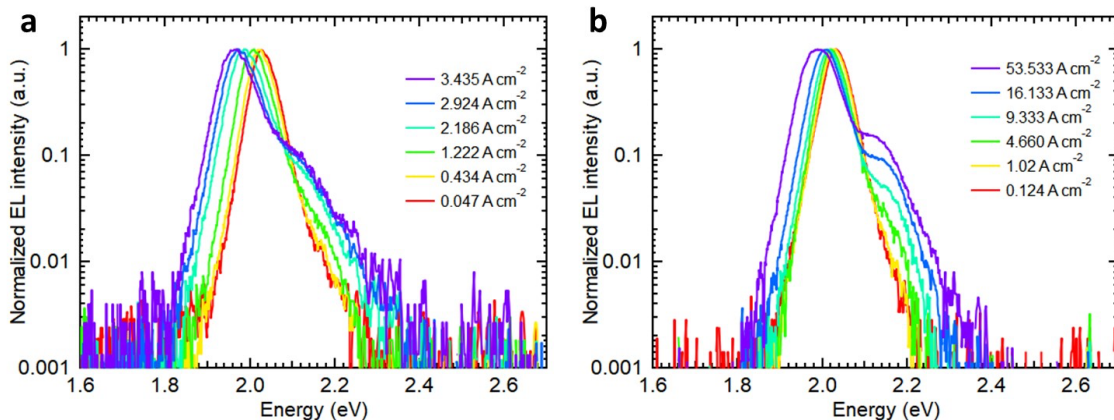 a
Normalized EL intensity (a.u.)
1
0.1
0.01
0.001
3.435 A cm⁻²
2.924 A cm⁻²
2.186 A cm⁻²
1.222 A cm⁻²
0.434 A cm⁻²
0.047 A cm⁻²
1.6 1.8 2.0 2.2 2.4 2.6
Energy (eV)
b
Normalized EL intensity (a.u.)
1
0.1
0.01
0.001
53.533 A cm⁻²
16.133 A cm⁻²
9.333 A cm⁻²
4.660 A cm⁻²
1.02 A cm⁻²
0.124 A cm⁻²
1.6 1.8 2.0 2.2 2.4 2.6
Energy (eV)